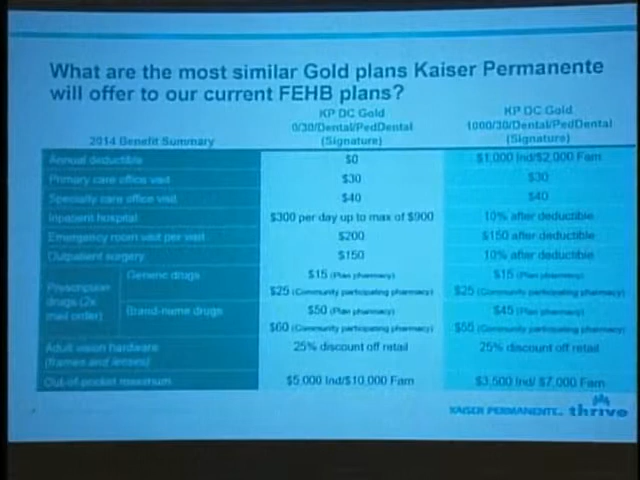 What are the most similar Gold plans Kaiser Permanente
will offer to our current FEHB plans?
2014 Benefit Summary
KP DC Gold
0/30/Dental/PedDental
(Signature)
KP DC Gold
1000/30/Dental/PedDental
(Signature)
Annual deductible $0 $1,000 Ind/$2,000 Fam
Primary care office visit $30 $30
Specialty care office visit $40 $40
Inpatient hospital $300 per day up to max of $900 10% after deductible
Emergency room visit per visit $200 $150 after deductible
Outpatient surgery $150 10% after deductible
Prescription drugs (2x mail order)
Generic drugs $15 (Plan pharmacy) $15 (Plan pharmacy)
$25 (Community participating pharmacy) $25 (Community participating pharmacy)
Brand-name drugs $50 (Plan pharmacy) $45 (Plan pharmacy)
$60 (Community participating pharmacy) $55 (Community participating pharmacy)
Adult vision hardware
(frames and lenses) 25% discount off retail 25% discount off retail
Out-of-pocket maximum $5,000 Ind/$10,000 Fam $3,500 Ind/ $7,000 Fam
KAISER PERMANENTE. thrive